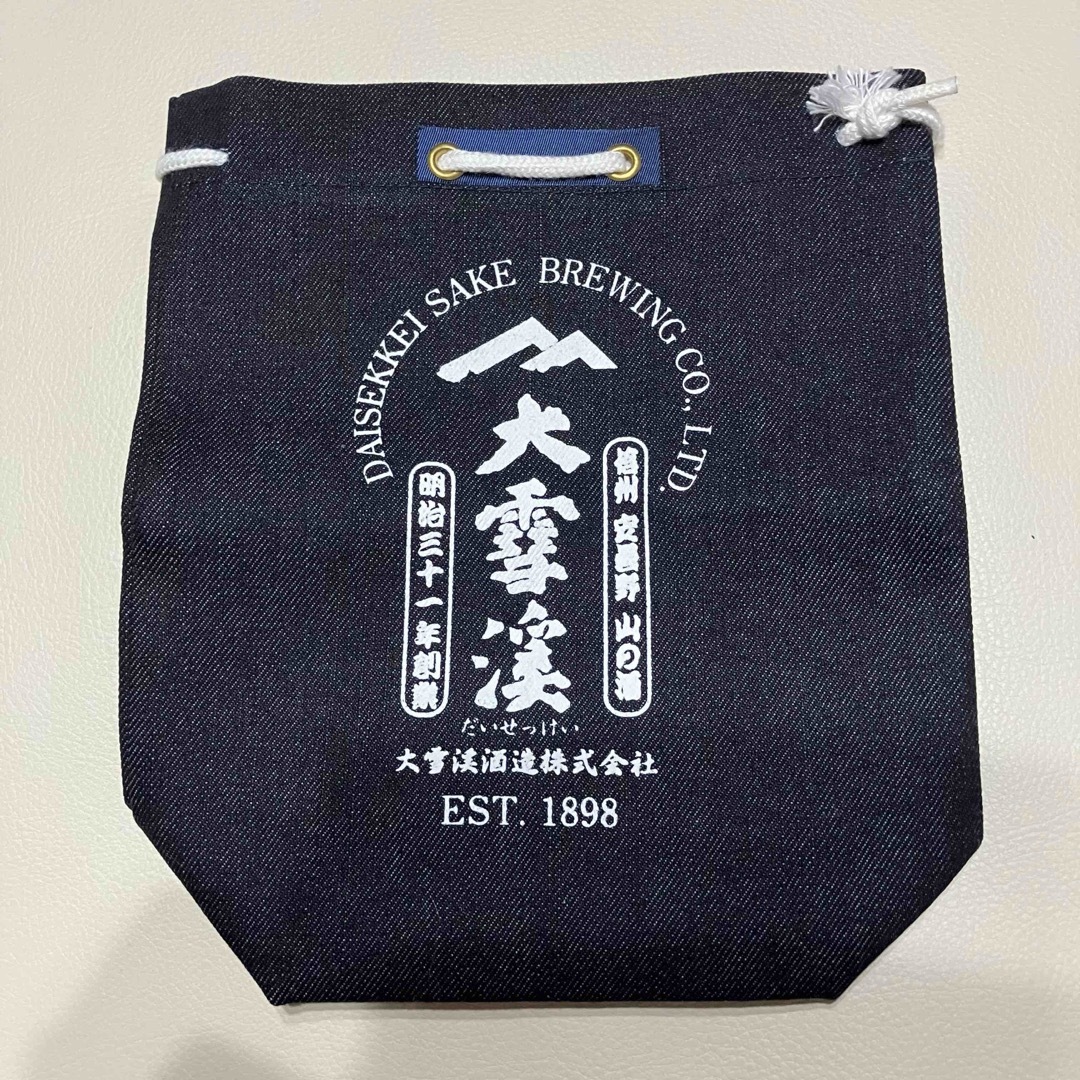 DAISEKKEI SAKE BREWING CO., LTD.
大雪渓
信州 安曇野 山の酒
明治三十一年創業
だいせっけい
大雪渓酒造株式会社
EST. 1898